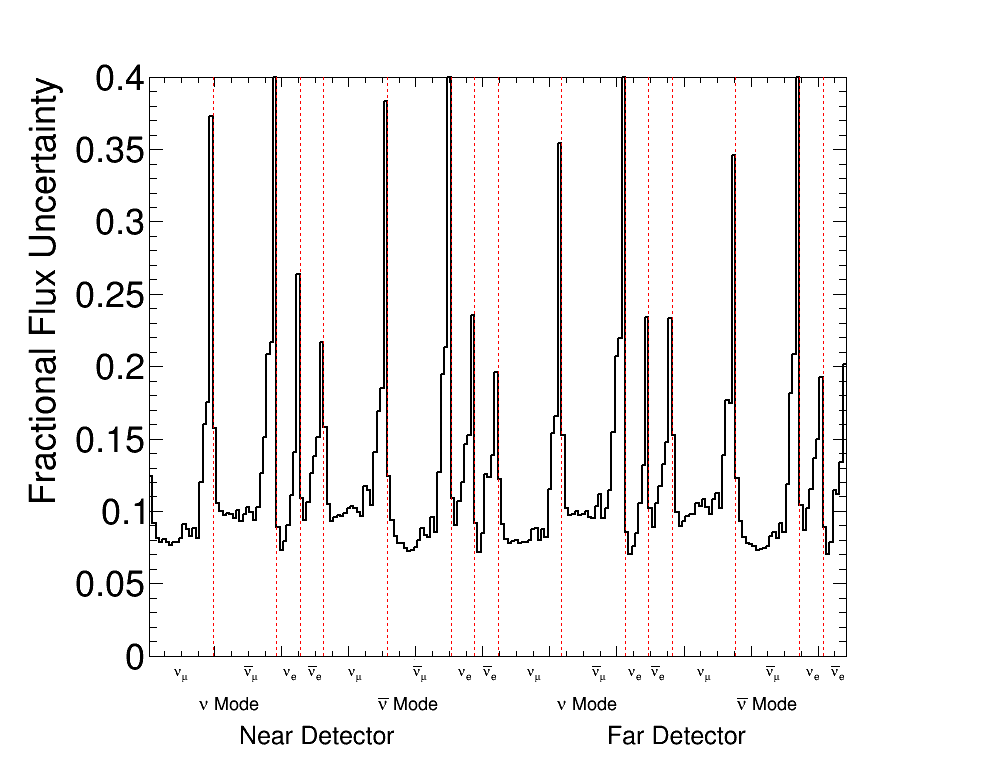 Fractional Flux Uncertainty
0.4
0.35
0.3
0.25
0.2
0.15
0.1
0.05
0
νμ ν̅μ νe ν̅e νμ ν̅μ νe ν̅e νμ ν̅μ νe ν̅e νμ ν̅μ νe ν̅e
ν Mode ν̅ Mode ν Mode ν̅ Mode
Near Detector Far Detector